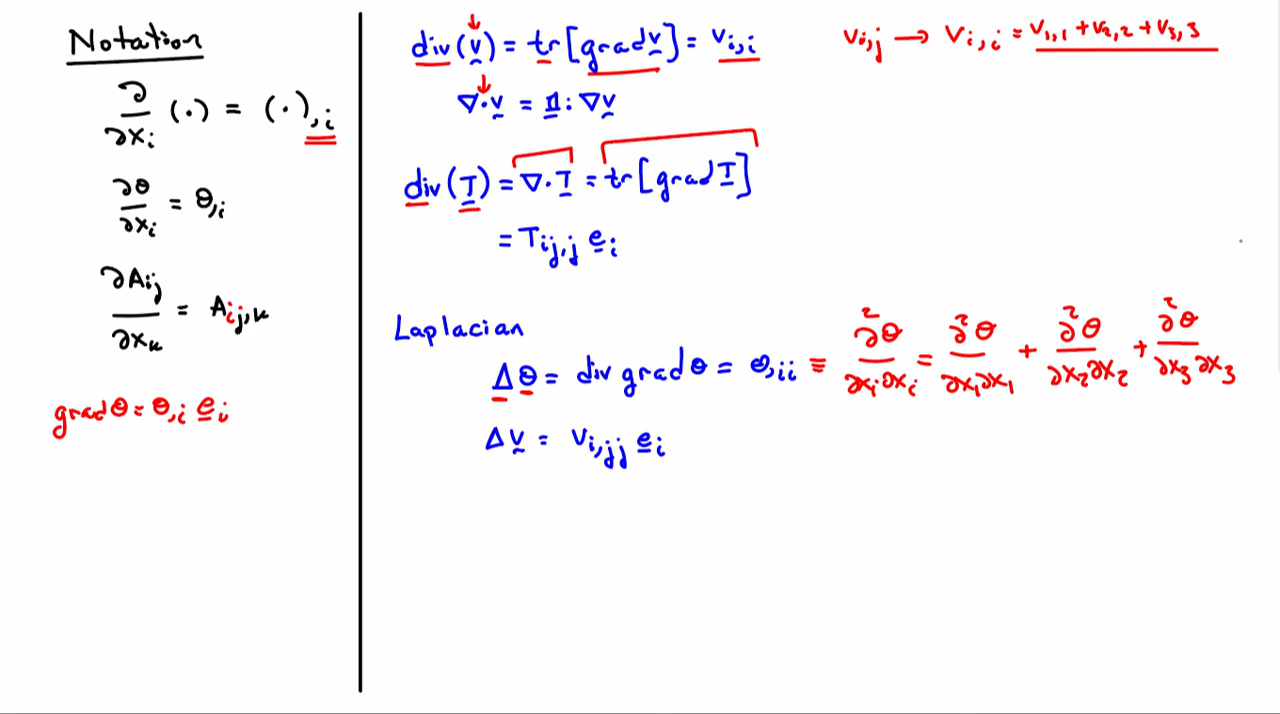 Notation
∂/∂xᵢ (·) = (·),ᵢ
∂θ/∂xᵢ = θ,ᵢ
∂Aᵢⱼ/∂xₖ = Aᵢⱼ,ₖ
grad θ = θ,ᵢ eᵢ
div(v) = tr[grad v] = vᵢ,ᵢ
vᵢ,ⱼ → vᵢ,ᵢ = v₁,₁ + v₂,₂ + v₃,₃
∇·v = 1 : ∇v
div(T) = ∇·T = tr[grad T]
= Tᵢⱼ,ⱼ eᵢ
Laplacian
Δθ = div grad θ = θ,ᵢᵢ ≡ ∂²θ/∂xᵢ∂xᵢ = ∂²θ/∂x₁∂x₁ + ∂²θ/∂x₂∂x₂ + ∂²θ/∂x₃∂x₃
Δv = vᵢ,ⱼⱼ eᵢ